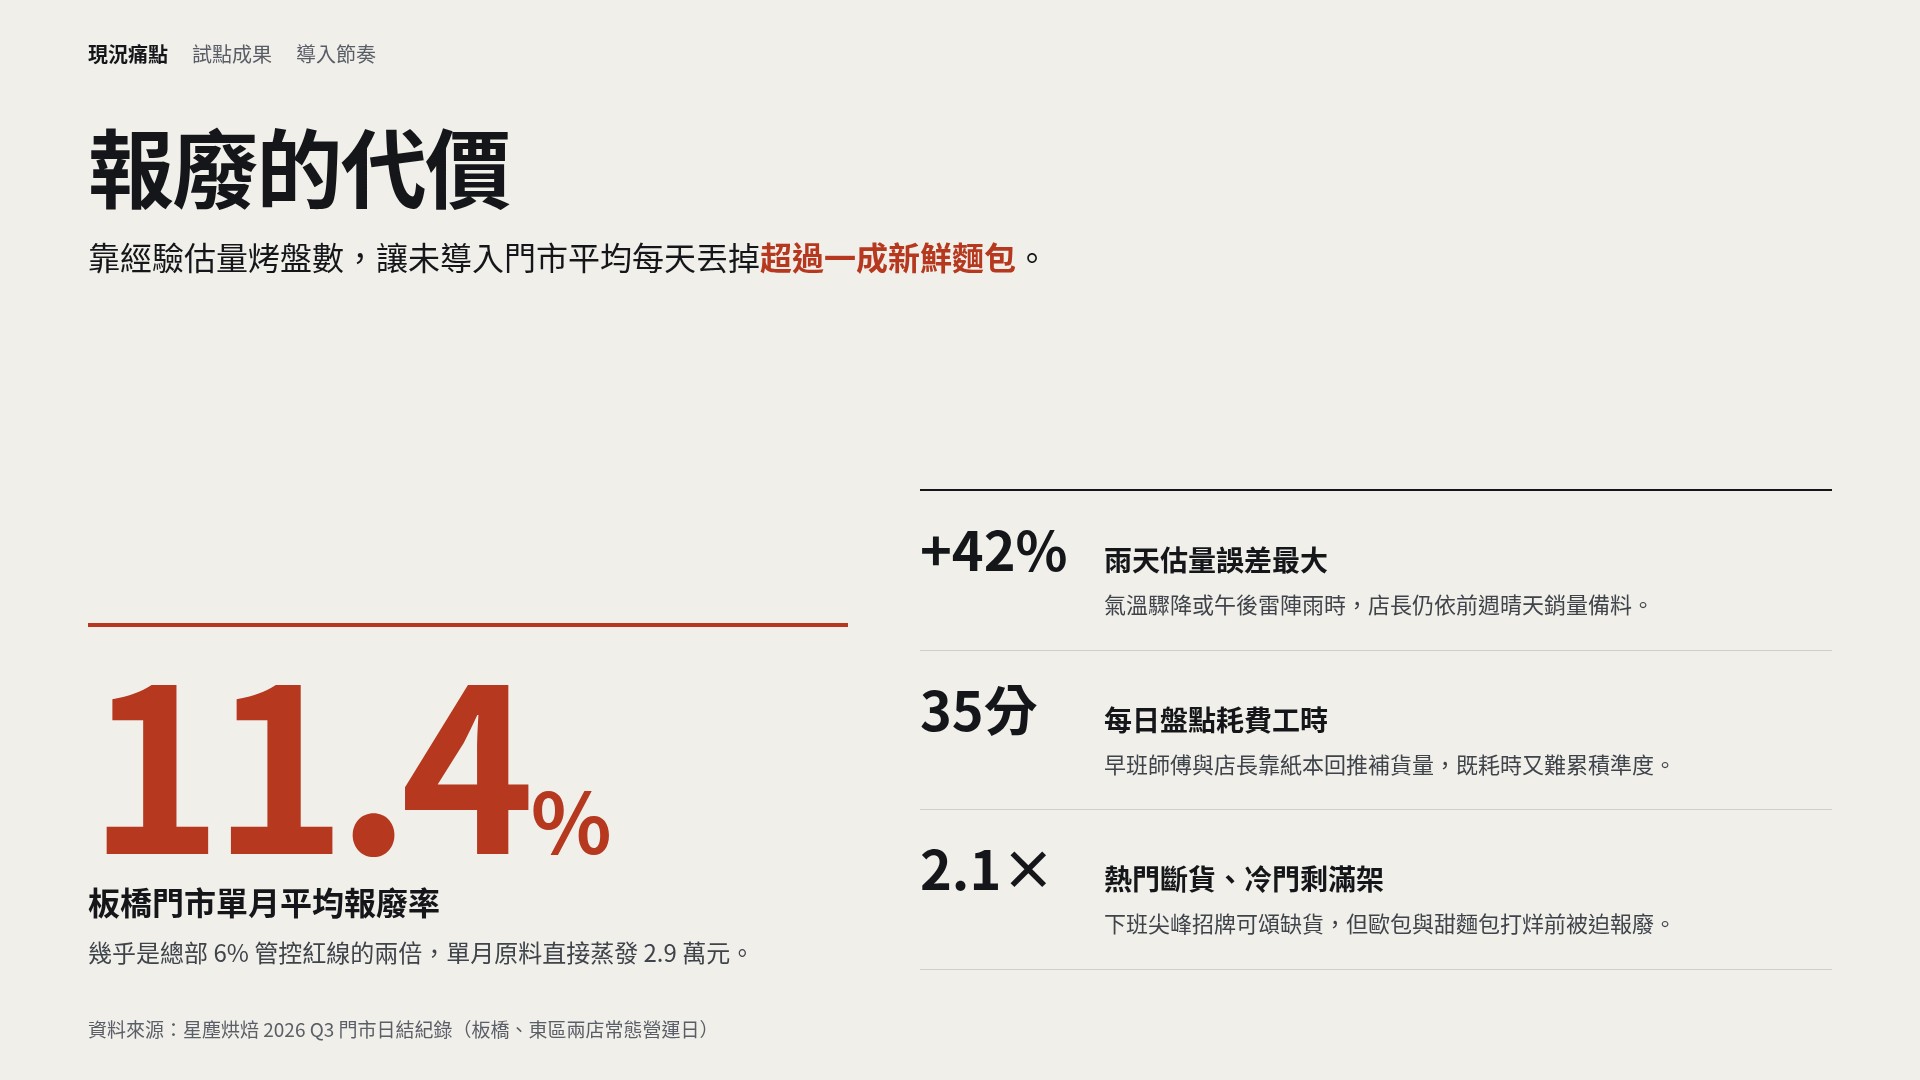 現況痛點 試點成果 導入節奏
報廢的代價
靠經驗估量烤盤數，讓未導入門市平均每天丟掉超過一成新鮮麵包。
11.4%
板橋門市單月平均報廢率
幾乎是總部 6% 管控紅線的兩倍，單月原料直接蒸發 2.9 萬元。
+42%
雨天估量誤差最大
氣溫驟降或午後雷陣雨時，店長仍依前週晴天銷量備料。
35分
每日盤點耗費工時
早班師傅與店長靠紙本回推補貨量，既耗時又難累積準度。
2.1×
熱門斷貨、冷門剩滿架
下班尖峰招牌可頌缺貨，但歐包與甜麵包打烊前被迫報廢。
資料來源：星塵烘焙 2026 Q3 門市日結紀錄（板橋、東區兩店常態營運日）